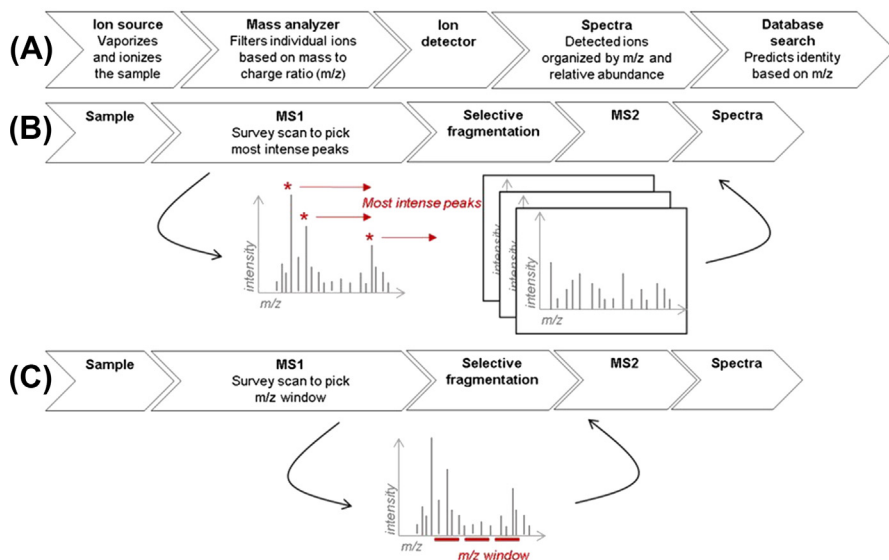 (A)
Ion source
Vaporizes
and ionizes
the sample
Mass analyzer
Filters individual ions
based on mass to
charge ratio (m/z)
Ion
detector
Spectra
Detected ions
organized by m/z and
relative abundance
Database
search
Predicts identity
based on m/z
(B)
Sample
MS1
Survey scan to pick
most intense peaks
Selective
fragmentation
MS2
Spectra
*
*
*
Most intense peaks
intensity
m/z
intensity
intensity
intensity
m/z
(C)
Sample
MS1
Survey scan to pick
m/z window
Selective
fragmentation
MS2
Spectra
intensity
m/z
m/z window